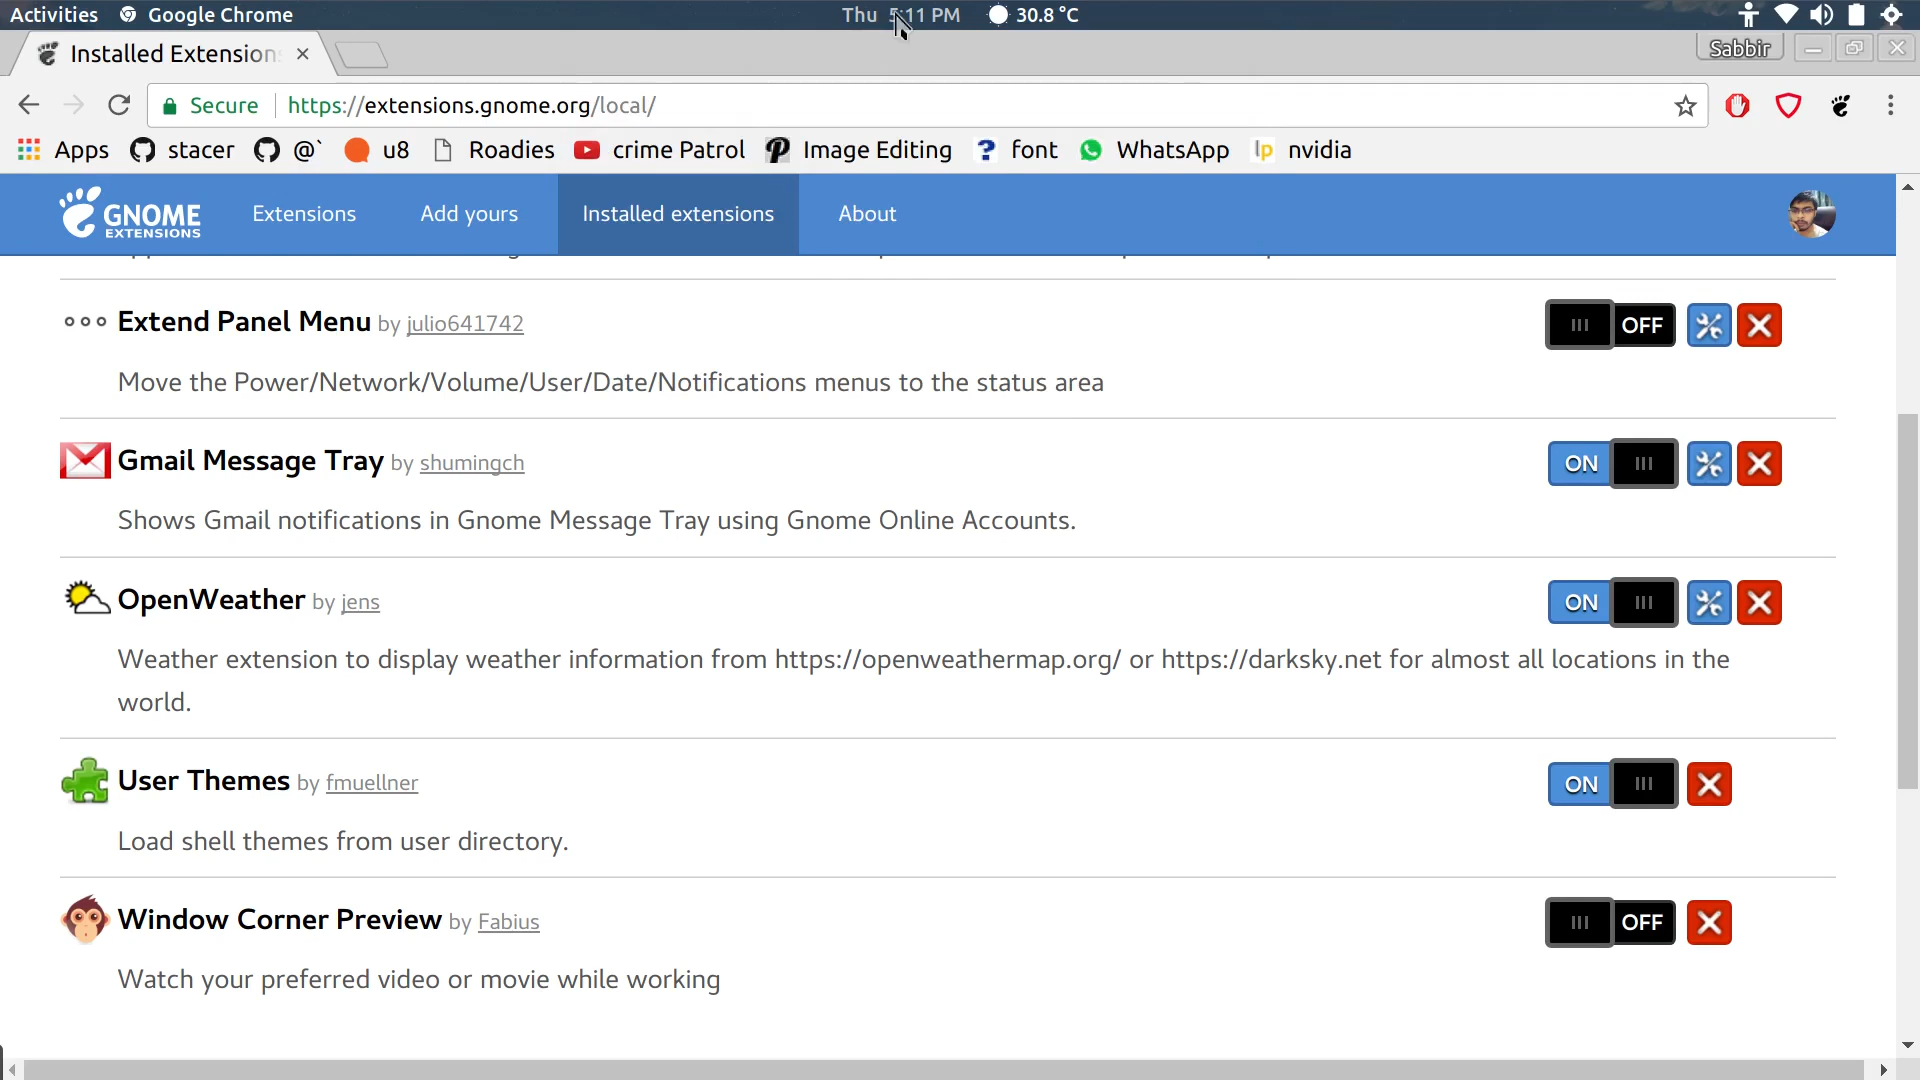 Activities Google Chrome Thu 5:11 PM 30.8 °C
Installed Extension Sabbir
Secure https://extensions.gnome.org/local/
Apps stacer @` u8 Roadies crime Patrol Image Editing font WhatsApp nvidia
GNOME EXTENSIONS Extensions Add yours Installed extensions About
Extend Panel Menu by julio641742 OFF
Move the Power/Network/Volume/User/Date/Notifications menus to the status area
Gmail Message Tray by shumingch ON
Shows Gmail notifications in Gnome Message Tray using Gnome Online Accounts.
OpenWeather by jens ON
Weather extension to display weather information from https://openweathermap.org/ or https://darksky.net for almost all locations in the
world.
User Themes by fmuellner ON
Load shell themes from user directory.
Window Corner Preview by Fabius OFF
Watch your preferred video or movie while working